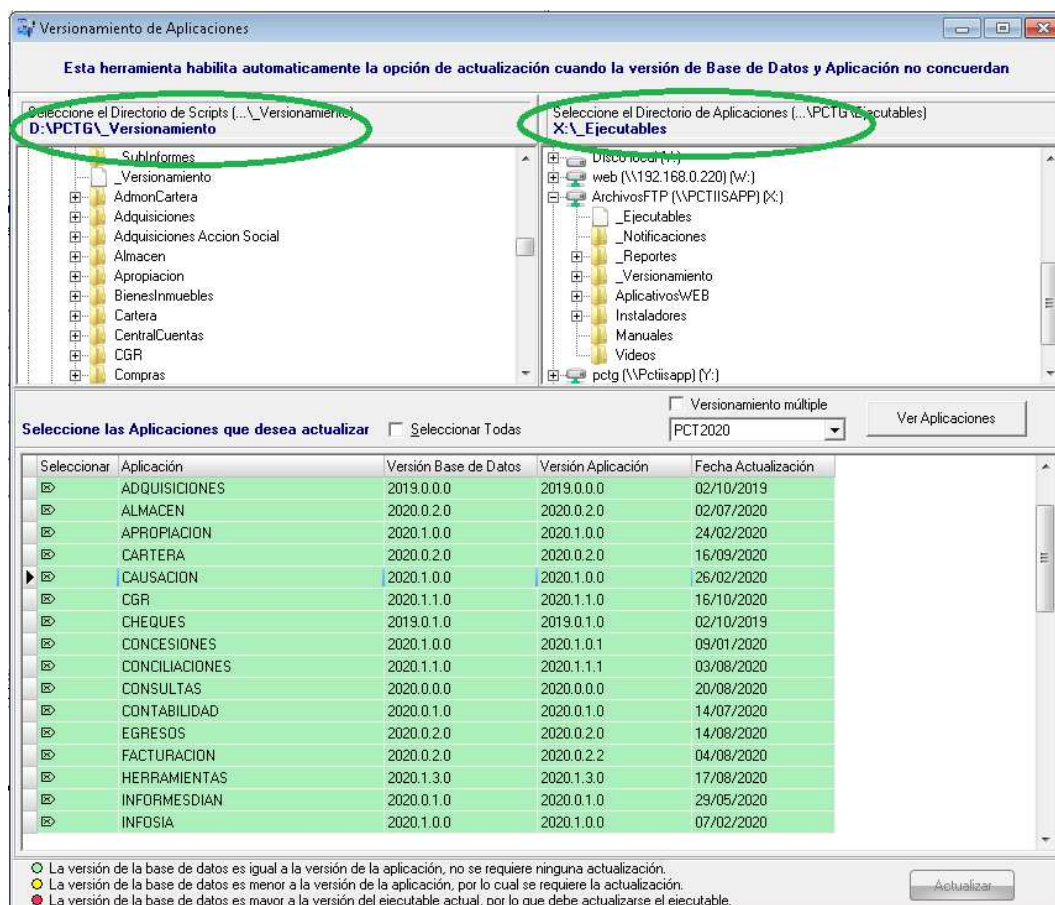 Versionamiento de Aplicaciones
Esta herramienta habilita automaticamente la opción de actualización cuando la versión de Base de Datos y Aplicación no concuerdan
Seleccione el Directorio de Scripts (...\_Versionamiento)
D:\PCTG\_Versionamiento
_SubInformes
_Versionamiento
AdmonCartera
Adquisiciones
Adquisiciones Accion Social
Almacen
Apropiacion
BienesInmuebles
Cartera
CentralCuentas
CGR
Compras
Seleccione el Directorio de Aplicaciones (...\PCTG\Ejecutables)
X:\_Ejecutables
Disco local
web (\\192.168.0.220) (W:)
ArchivosFTP (\\PCTIISAPP) (X:)
_Ejecutables
_Notificaciones
_Reportes
_Versionamiento
AplicativosWEB
Instaladores
Manuales
Videos
pctg (\\Pctiisapp) (Y:)
Seleccione las Aplicaciones que desea actualizar Seleccionar Todas
Versionamiento múltiple
PCT2020
Ver Aplicaciones
Seleccionar Aplicación Versión Base de Datos Versión Aplicación Fecha Actualización
ADQUISICIONES 2019.0.0.0 2019.0.0.0 02/10/2019
ALMACEN 2020.0.2.0 2020.0.2.0 02/07/2020
APROPIACION 2020.1.0.0 2020.1.0.0 24/02/2020
CARTERA 2020.0.2.0 2020.0.2.0 16/09/2020
CAUSACION 2020.1.0.0 2020.1.0.0 26/02/2020
CGR 2020.1.1.0 2020.1.1.0 16/10/2020
CHEQUES 2019.0.1.0 2019.0.1.0 02/10/2019
CONCESIONES 2020.1.0.0 2020.1.0.1 09/01/2020
CONCILIACIONES 2020.1.1.0 2020.1.1.1 03/08/2020
CONSULTAS 2020.0.0.0 2020.0.0.0 20/08/2020
CONTABILIDAD 2020.0.1.0 2020.0.1.0 14/07/2020
EGRESOS 2020.0.2.0 2020.0.2.0 14/08/2020
FACTURACION 2020.0.2.0 2020.0.2.2 04/08/2020
HERRAMIENTAS 2020.1.3.0 2020.1.3.0 17/08/2020
INFORMESDIAN 2020.0.1.0 2020.0.1.0 29/05/2020
INFOSIA 2020.1.0.0 2020.1.0.0 07/02/2020
La versión de la base de datos es igual a la versión de la aplicación, no se requiere ninguna actualización.
La versión de la base de datos es menor a la versión de la aplicación, por lo cual se requiere la actualización.
La versión de la base de datos es mayor a la versión del ejecutable actual, por lo que debe actualizarse el ejecutable.
Actualizar